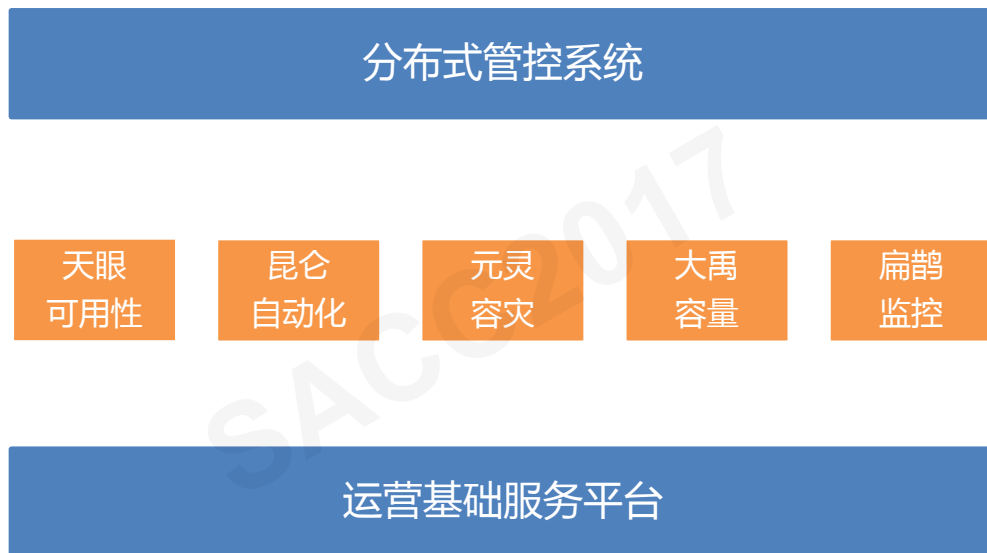 分布式管控系统
天眼
可用性
昆仑
自动化
元灵
容灾
大禹
容量
扁鹊
监控
SACC2017
运营基础服务平台